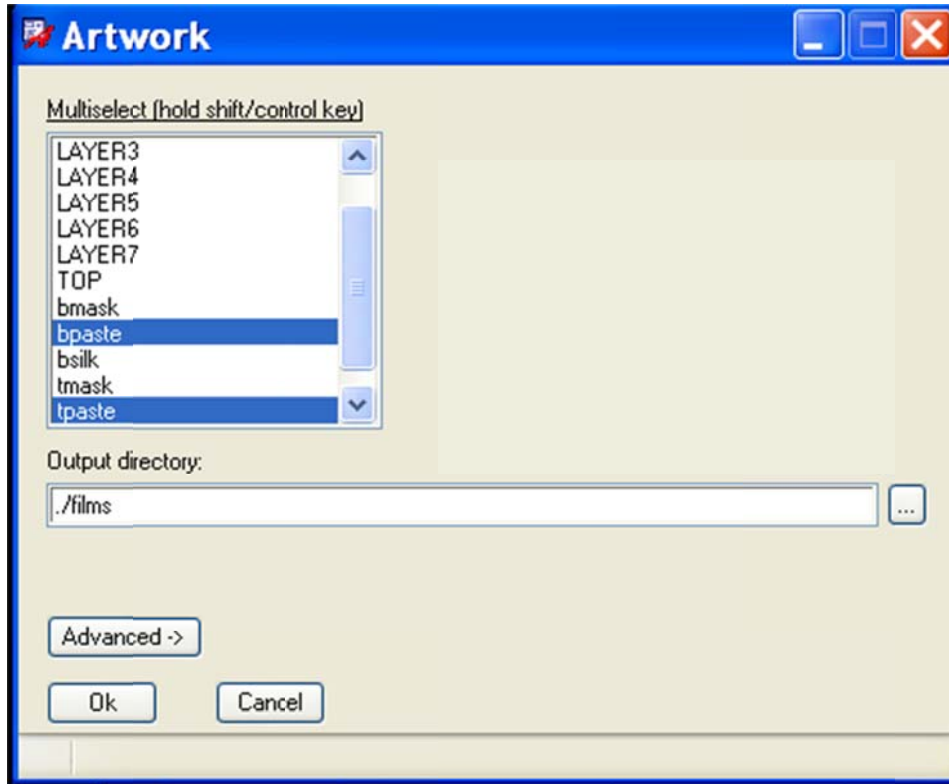 Artwork
Multiselect (hold shift/control key)
LAYER3
LAYER4
LAYER5
LAYER6
LAYER7
TOP
bmask
bpaste
bsilk
tmask
tpaste
Output directory:
./films
...
Advanced ->
Ok Cancel